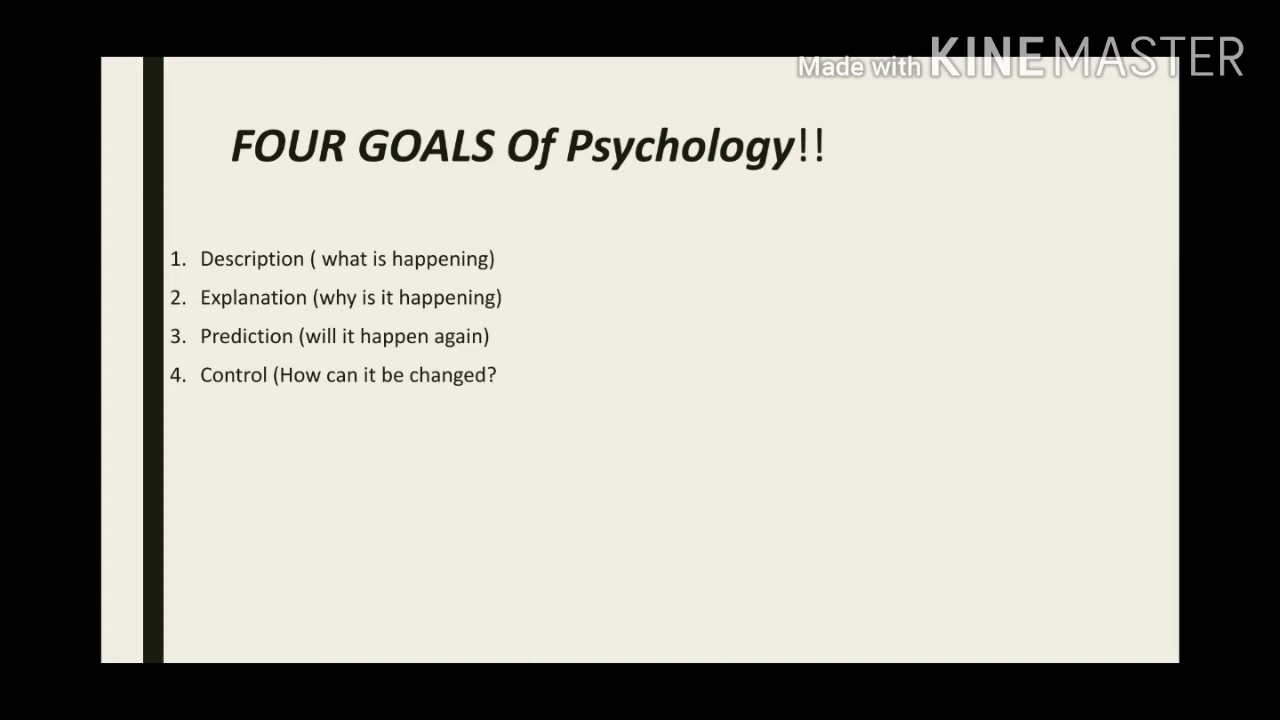 Made with KINEMASTER
FOUR GOALS Of Psychology!!
1. Description ( what is happening)
2. Explanation (why is it happening)
3. Prediction (will it happen again)
4. Control (How can it be changed?